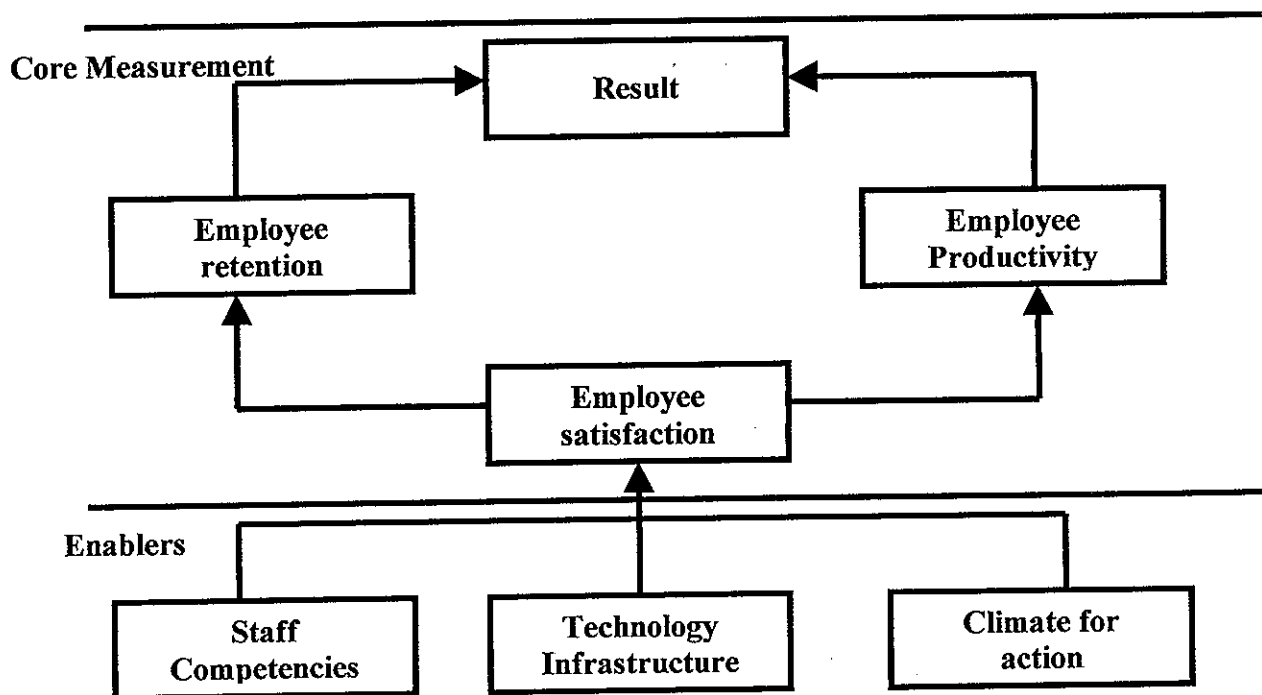 Core Measurement
Result
Employee
retention
Employee
Productivity
Employee
satisfaction
Enablers
Staff
Competencies
Technology
Infrastructure
Climate for
action